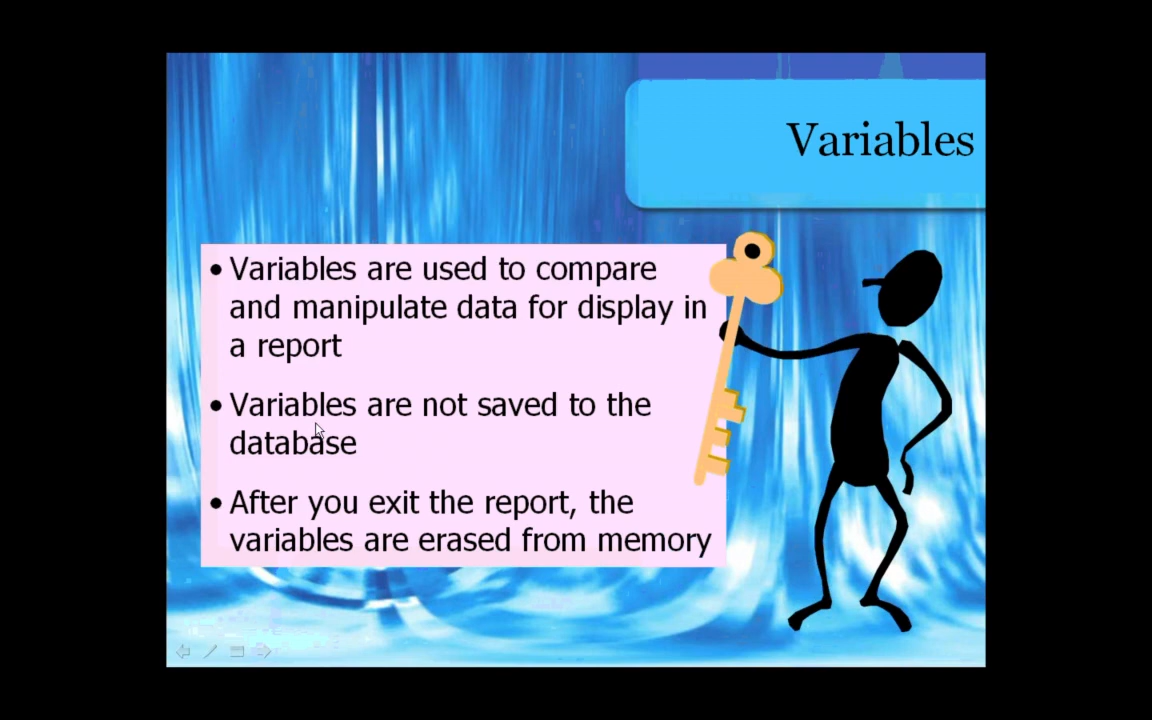 Variables
• Variables are used to compare
and manipulate data for display in
a report
• Variables are not saved to the
database
• After you exit the report, the
variables are erased from memory